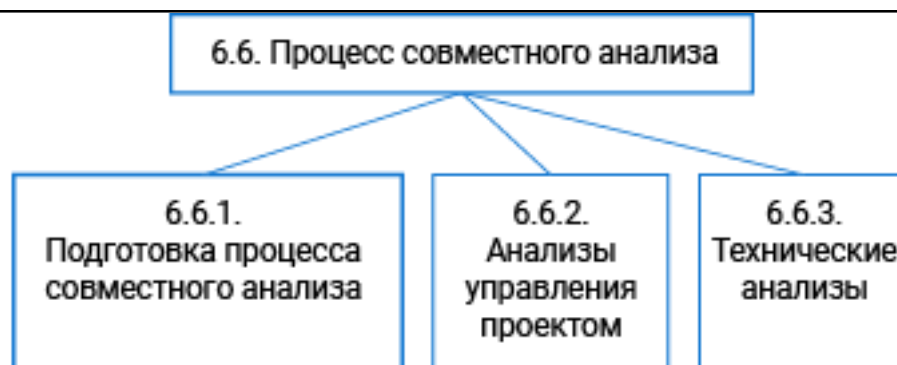 6.6. Процесс совместного анализа
6.6.1.
Подготовка процесса
совместного анализа
6.6.2.
Анализы
управления
проектом
6.6.3.
Технические
анализы